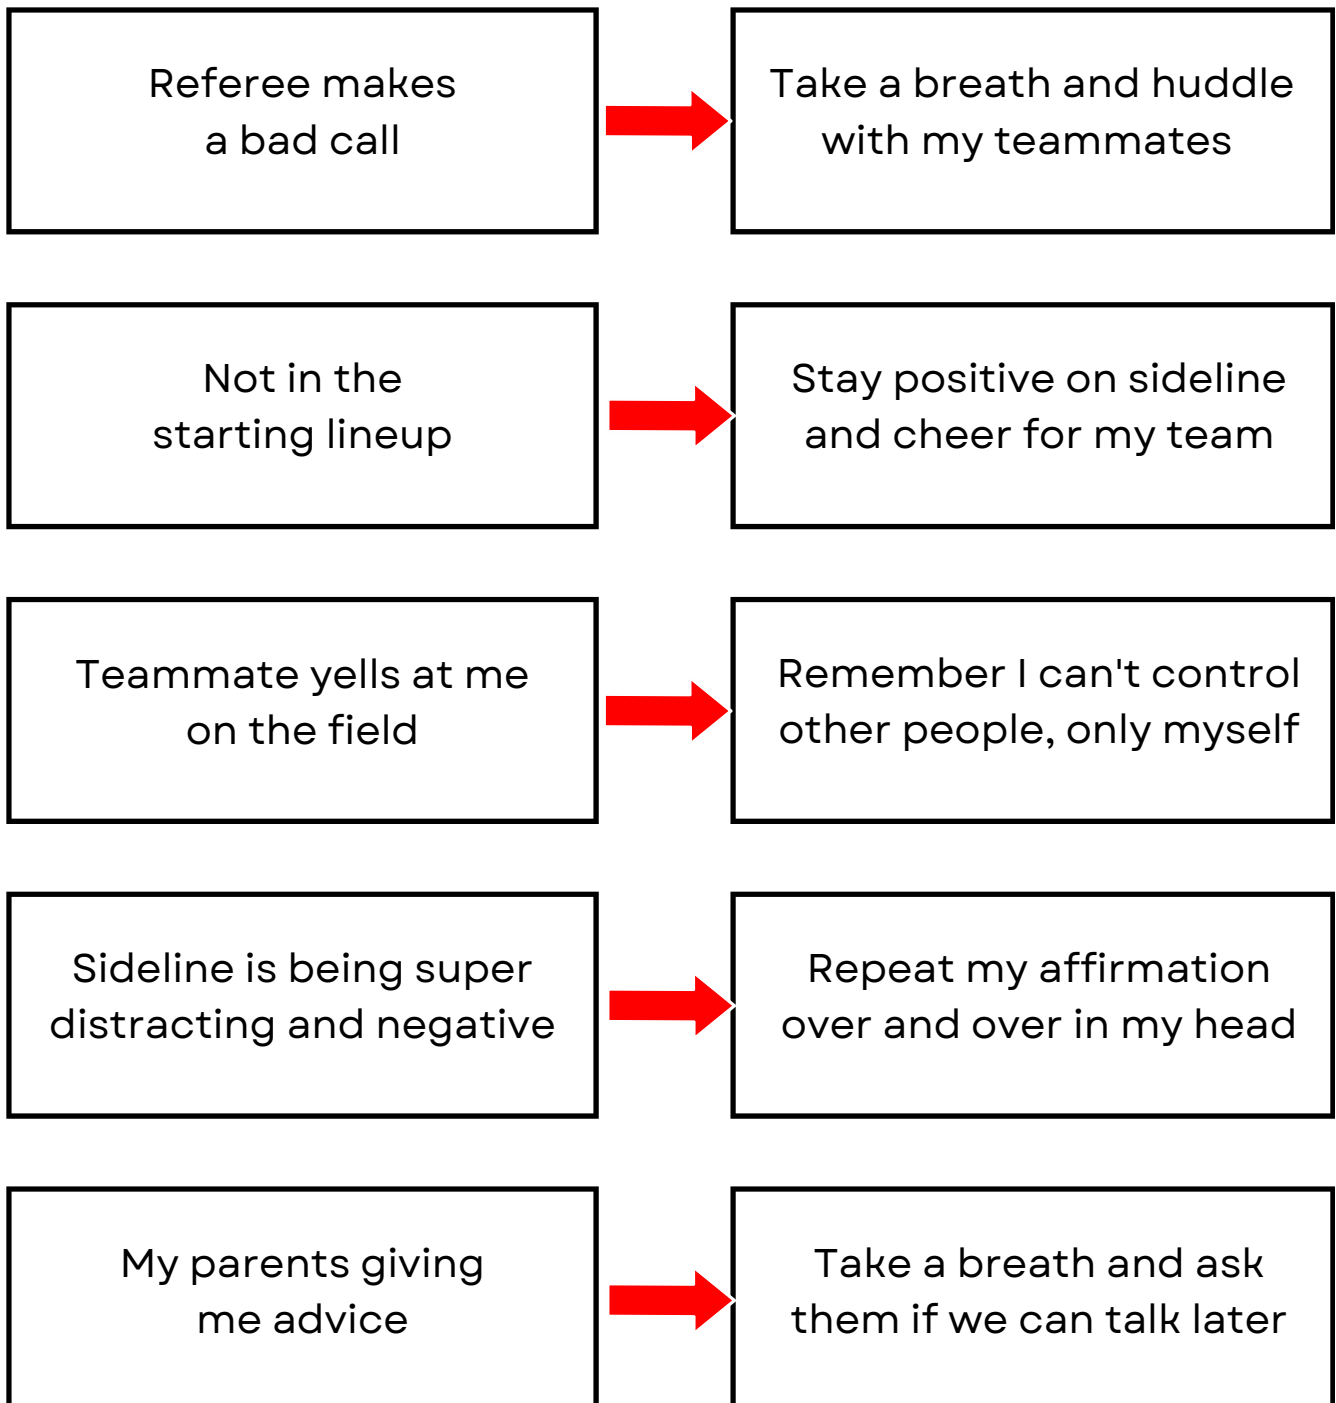 Referee makes
a bad call
Take a breath and huddle
with my teammates
Not in the
starting lineup
Stay positive on sideline
and cheer for my team
Teammate yells at me
on the field
Remember I can't control
other people, only myself
Sideline is being super
distracting and negative
Repeat my affirmation
over and over in my head
My parents giving
me advice
Take a breath and ask
them if we can talk later